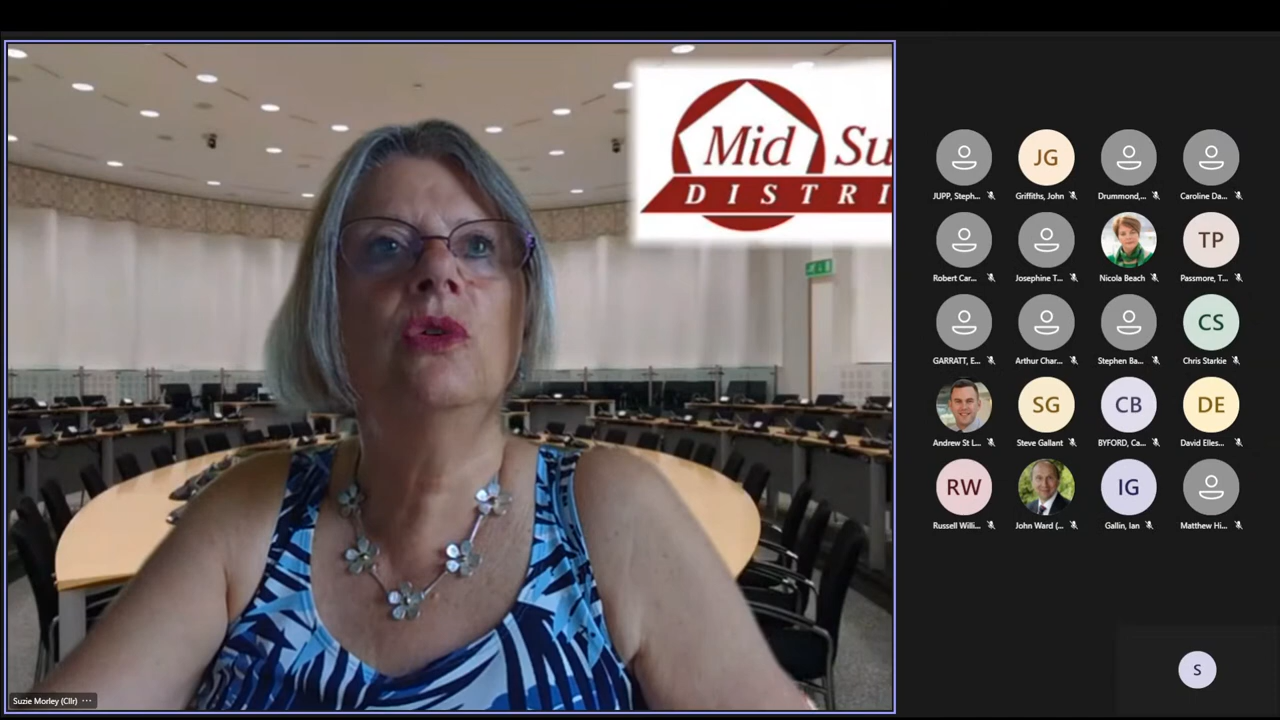 Mid Su
DISTRI
Suzie Morley (Cllr) ···
JG
JUPP, Steph...
Griffiths, John
Drummond,...
Caroline Da...
TP
Robert Car...
Josephine T...
Nicola Beach
Passmore, T...
CS
GARRATT, E...
Arthur Char...
Stephen Ba...
Chris Starkie
SG
CB
DE
Andrew St L...
Steve Gallant
BYFORD, Ca...
David Elles...
RW
IG
Russell Willi...
John Ward (...
Gallin, Ian
Matthew Hi...
S